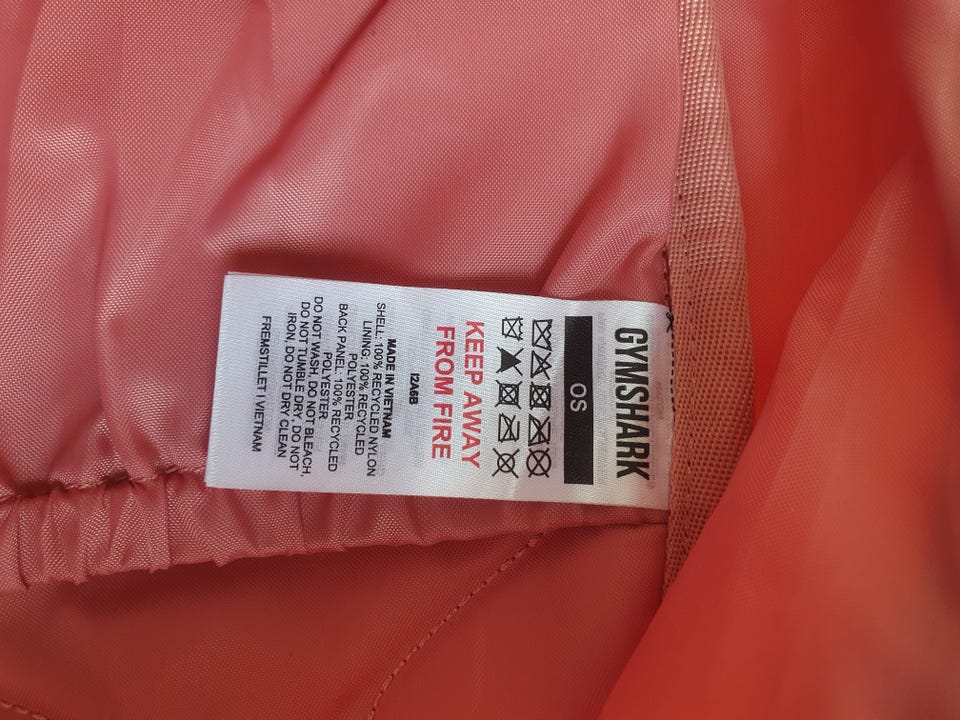 GYMSHARK
OS
KEEP AWAY
FROM FIRE
I2A6B
MADE IN VIETNAM
SHELL: 100% RECYCLED NYLON
LINING: 100% RECYCLED
POLYESTER
BACK PANEL: 100% RECYCLED
POLYESTER
DO NOT WASH, DO NOT BLEACH,
DO NOT TUMBLE DRY , DO NOT
IRON, DO NOT DRY CLEAN
FREMSTILLET I VIETNAM